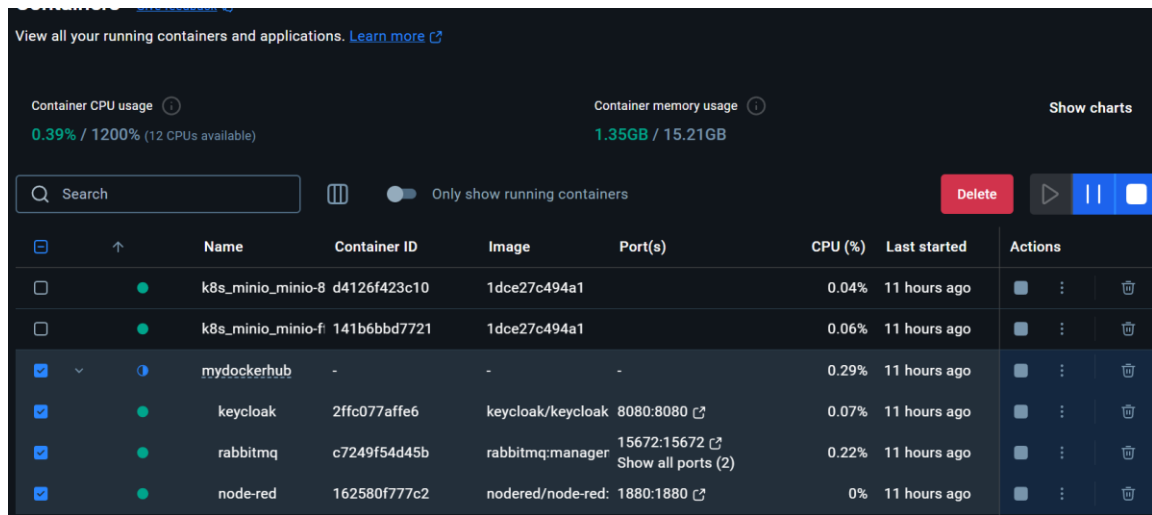 Containers Give feedback
View all your running containers and applications. Learn more
Container CPU usage
0.39% / 1200% (12 CPUs available)
Container memory usage
1.35GB / 15.21GB
Show charts
Search
Only show running containers
Delete
Name Container ID Image Port(s) CPU (%) Last started Actions
k8s_minio_minio-8 d4126f423c10 1dce27c494a1 0.04% 11 hours ago
k8s_minio_minio-f 141b6bbd7721 1dce27c494a1 0.06% 11 hours ago
mydockerhub - - - 0.29% 11 hours ago
keycloak 2ffc077affe6 keycloak/keycloak 8080:8080 0.07% 11 hours ago
rabbitmq c7249f54d45b rabbitmq:manager 15672:15672 0.22% 11 hours ago
Show all ports (2)
node-red 162580f777c2 nodered/node-red: 1880:1880 0% 11 hours ago